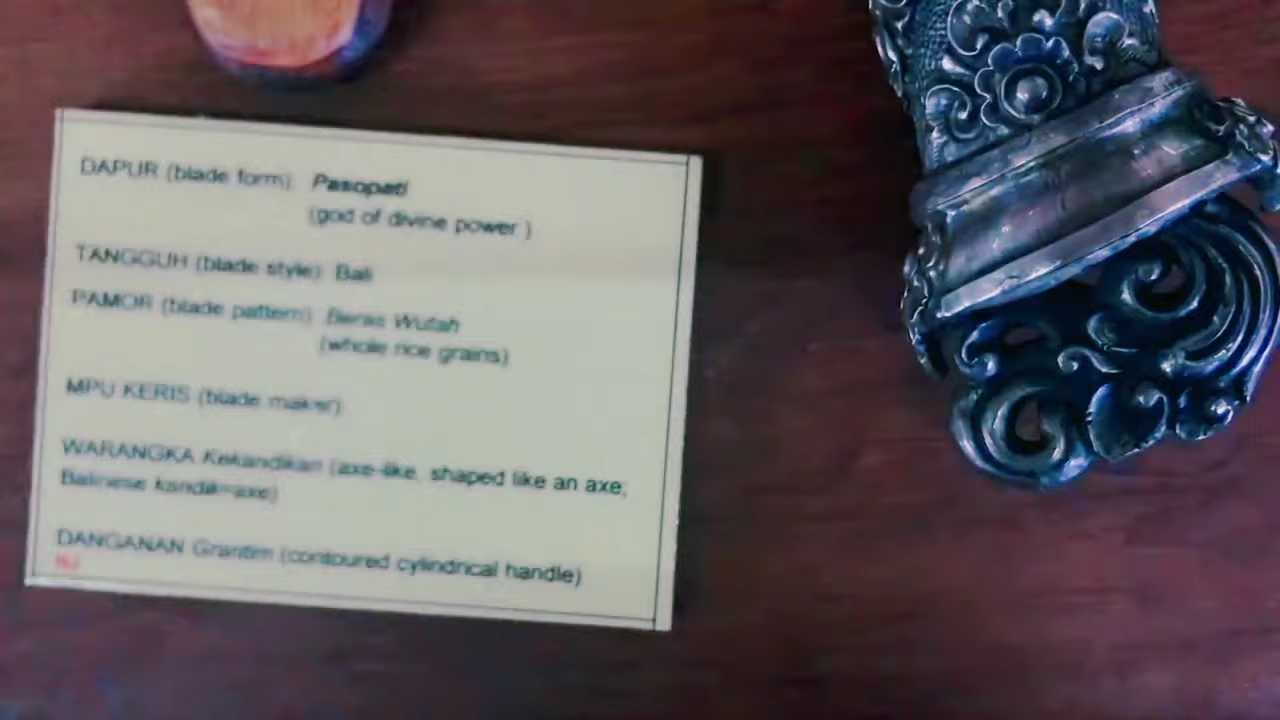 DAPUR (blade form): Pasopati
(god of divine power )
TANGGUH (blade style): Bali
PAMOR (blade pattern): Beras Wutah
(whole rice grains)
MPU KERIS (blade maker)
WARANGKA Kekandikan (axe-like, shaped like an axe;
Balinese kandik=axe)
DANGANAN Grantim (contoured cylindrical handle)